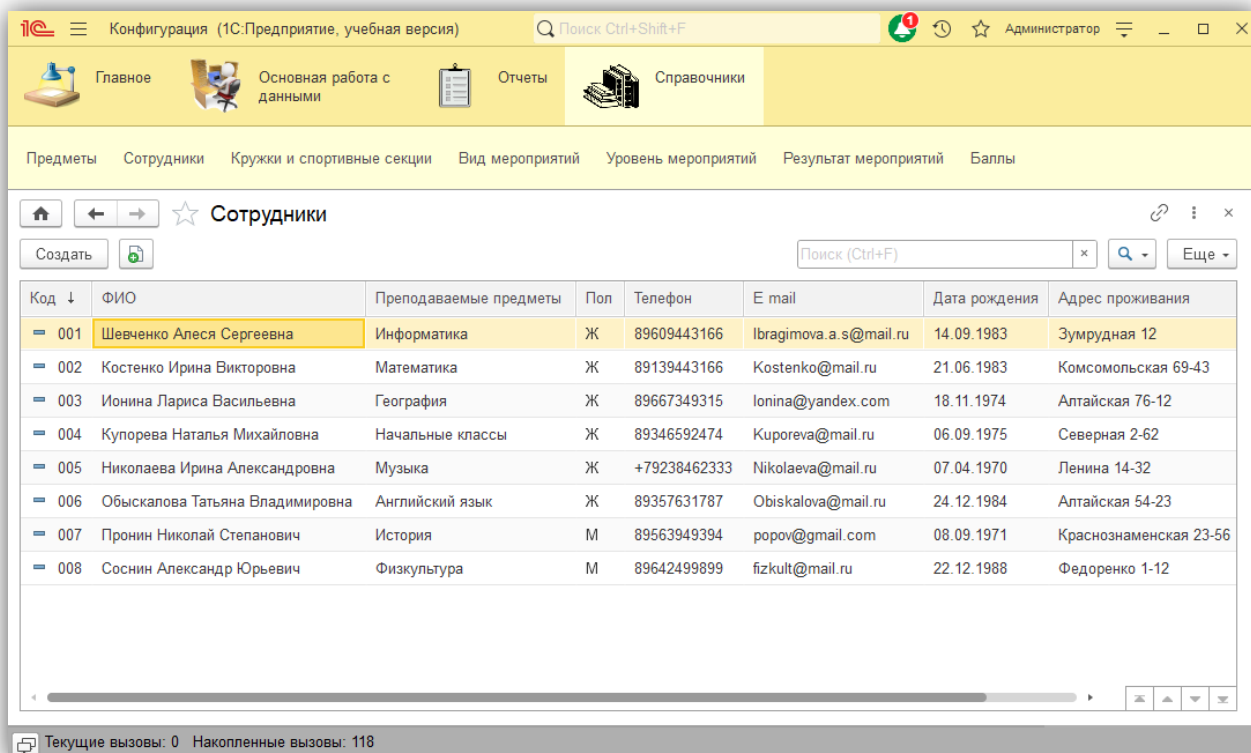 1С Конфигурация (1С:Предприятие, учебная версия) Поиск Ctrl+Shift+F 1 Администратор
Главное Основная работа с данными Отчеты Справочники
Предметы Сотрудники Кружки и спортивные секции Вид мероприятий Уровень мероприятий Результат мероприятий Баллы
Сотрудники
Создать Поиск (Ctrl+F) × Еще
Код ↓ ФИО Преподаваемые предметы Пол Телефон E mail Дата рождения Адрес проживания
001 Шевченко Алеся Сергеевна Информатика Ж 89609443166 Ibragimova.a.s@mail.ru 14.09.1983 Зумрудная 12
002 Костенко Ирина Викторовна Математика Ж 89139443166 Kostenko@mail.ru 21.06.1983 Комсомольская 69-43
003 Ионина Лариса Васильевна География Ж 89667349315 Ionina@yandex.com 18.11.1974 Алтайская 76-12
004 Купорева Наталья Михайловна Начальные классы Ж 89346592474 Kuporeva@mail.ru 06.09.1975 Северная 2-62
005 Николаева Ирина Александровна Музыка Ж +79238462333 Nikolaeva@mail.ru 07.04.1970 Ленина 14-32
006 Обыскалова Татьяна Владимировна Английский язык Ж 89357631787 Obiskalova@mail.ru 24.12.1984 Алтайская 54-23
007 Пронин Николай Степанович История М 89563949394 popov@gmail.com 08.09.1971 Краснознаменская 23-56
008 Соснин Александр Юрьевич Физкультура М 89642499899 fizkult@mail.ru 22.12.1988 Федоренко 1-12
Текущие вызовы: 0 Накопленные вызовы: 118